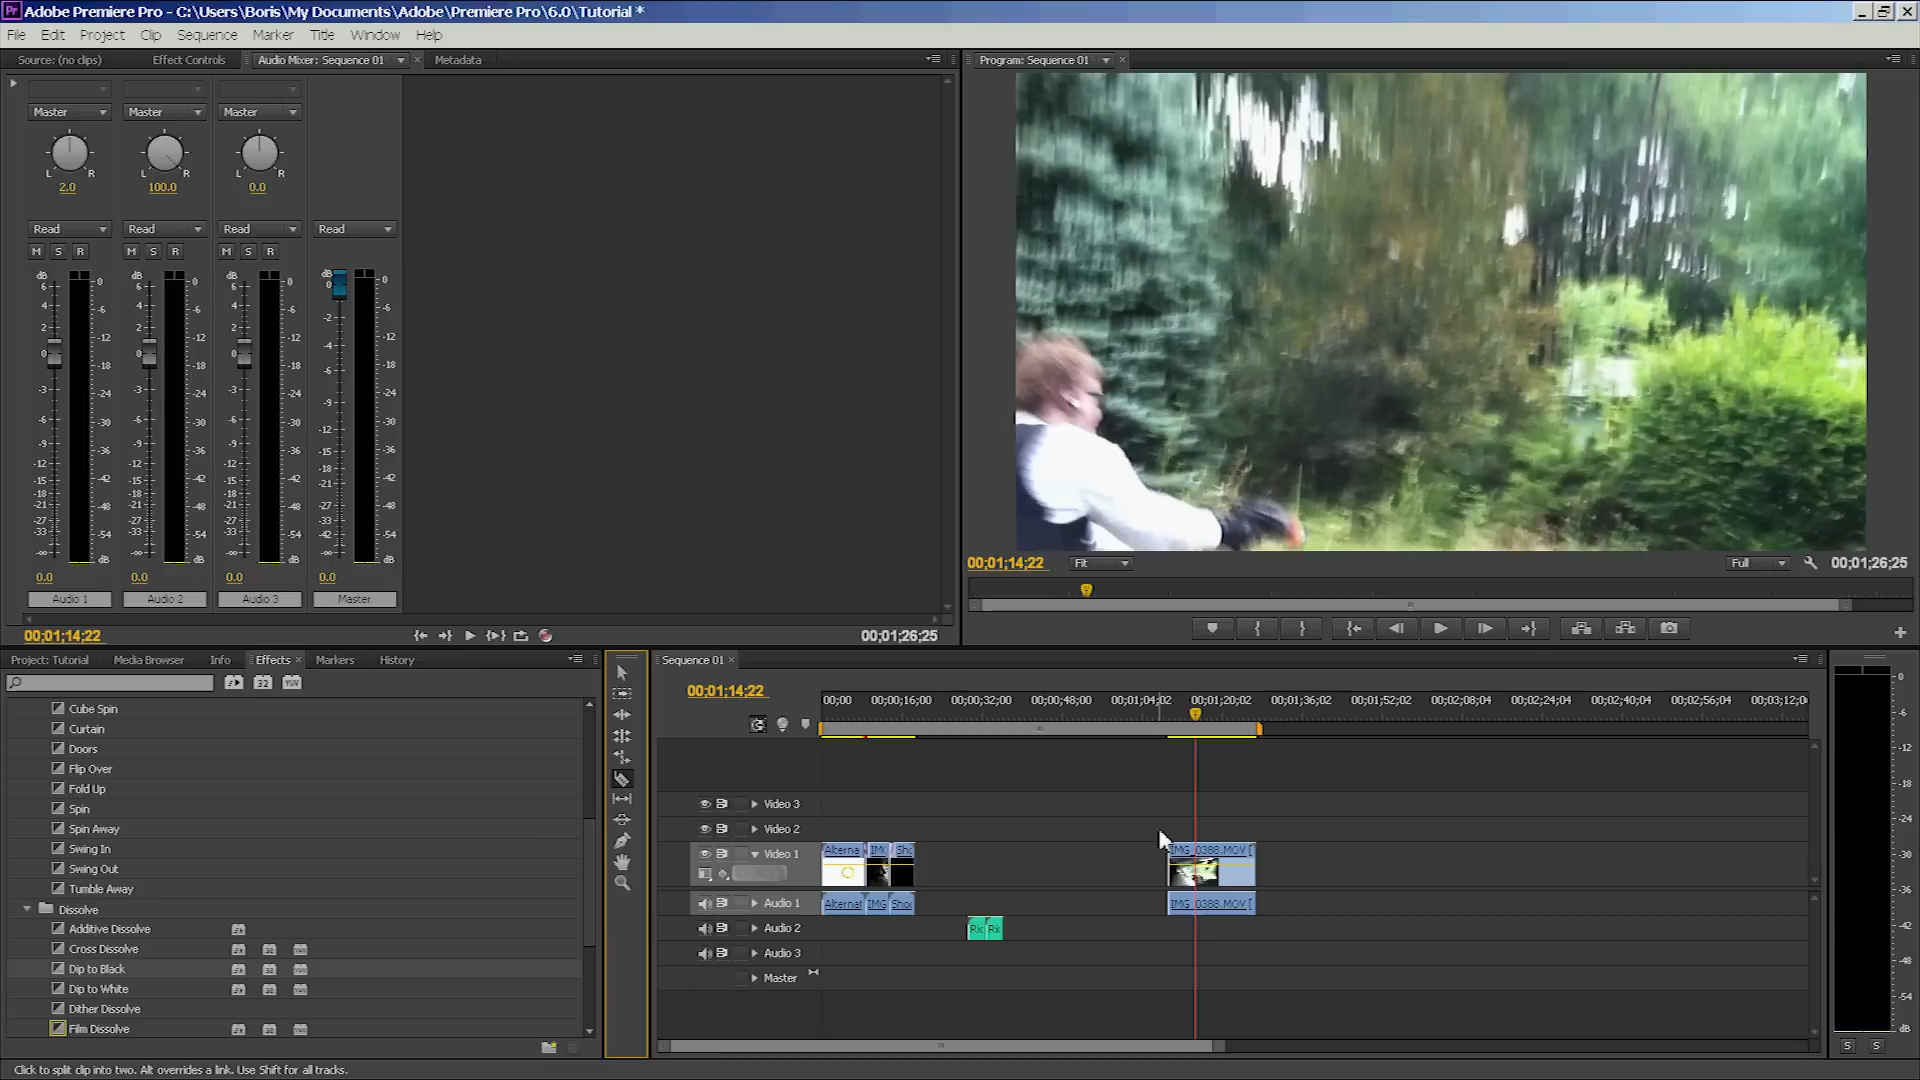 Adobe Premiere Pro - C:\Users\Boris\My Documents\Adobe\Premiere Pro\6.0\Tutorial *
File Edit Project Clip Sequence Marker Title Window Help
Source: (no clips) Effect Controls Audio Mixer: Sequence 01 Metadata
Program: Sequence 01
Master Master Master
L R L R L R
2.0 100.0 0.0
Read Read Read Read
M S R M S R M S R
0.0 0.0 0.0 0.0
Audio 1 Audio 2 Audio 3 Master
00;01;14;22 00;01;26;25
00;01;14;22 Fit Full 00;01;26;25
Project: Tutorial Media Browser Info Effects Markers History
Cube Spin
Curtain
Doors
Flip Over
Fold Up
Spin
Spin Away
Swing In
Swing Out
Tumble Away
Dissolve
Additive Dissolve
Cross Dissolve
Dip to Black
Dip to White
Dither Dissolve
Film Dissolve
Sequence 01
00;01;14;22
00;00 00;00;16;00 00;00;32;00 00;00;48;00 00;01;04;02 00;01;20;02 00;01;36;02 00;01;52;02 00;02;08;04 00;02;24;04 00;02;40;04 00;02;56;04 00;03;12;0
Video 3
Video 2
Video 1 Alterna IMG Sho IMG_0388.MOV [
Audio 1 Alternat IMG Shoo IMG_0388.MOV [
Audio 2 Ric Ric
Audio 3
Master
S S
Click to split clip into two. Alt overrides a link. Use Shift for all tracks.